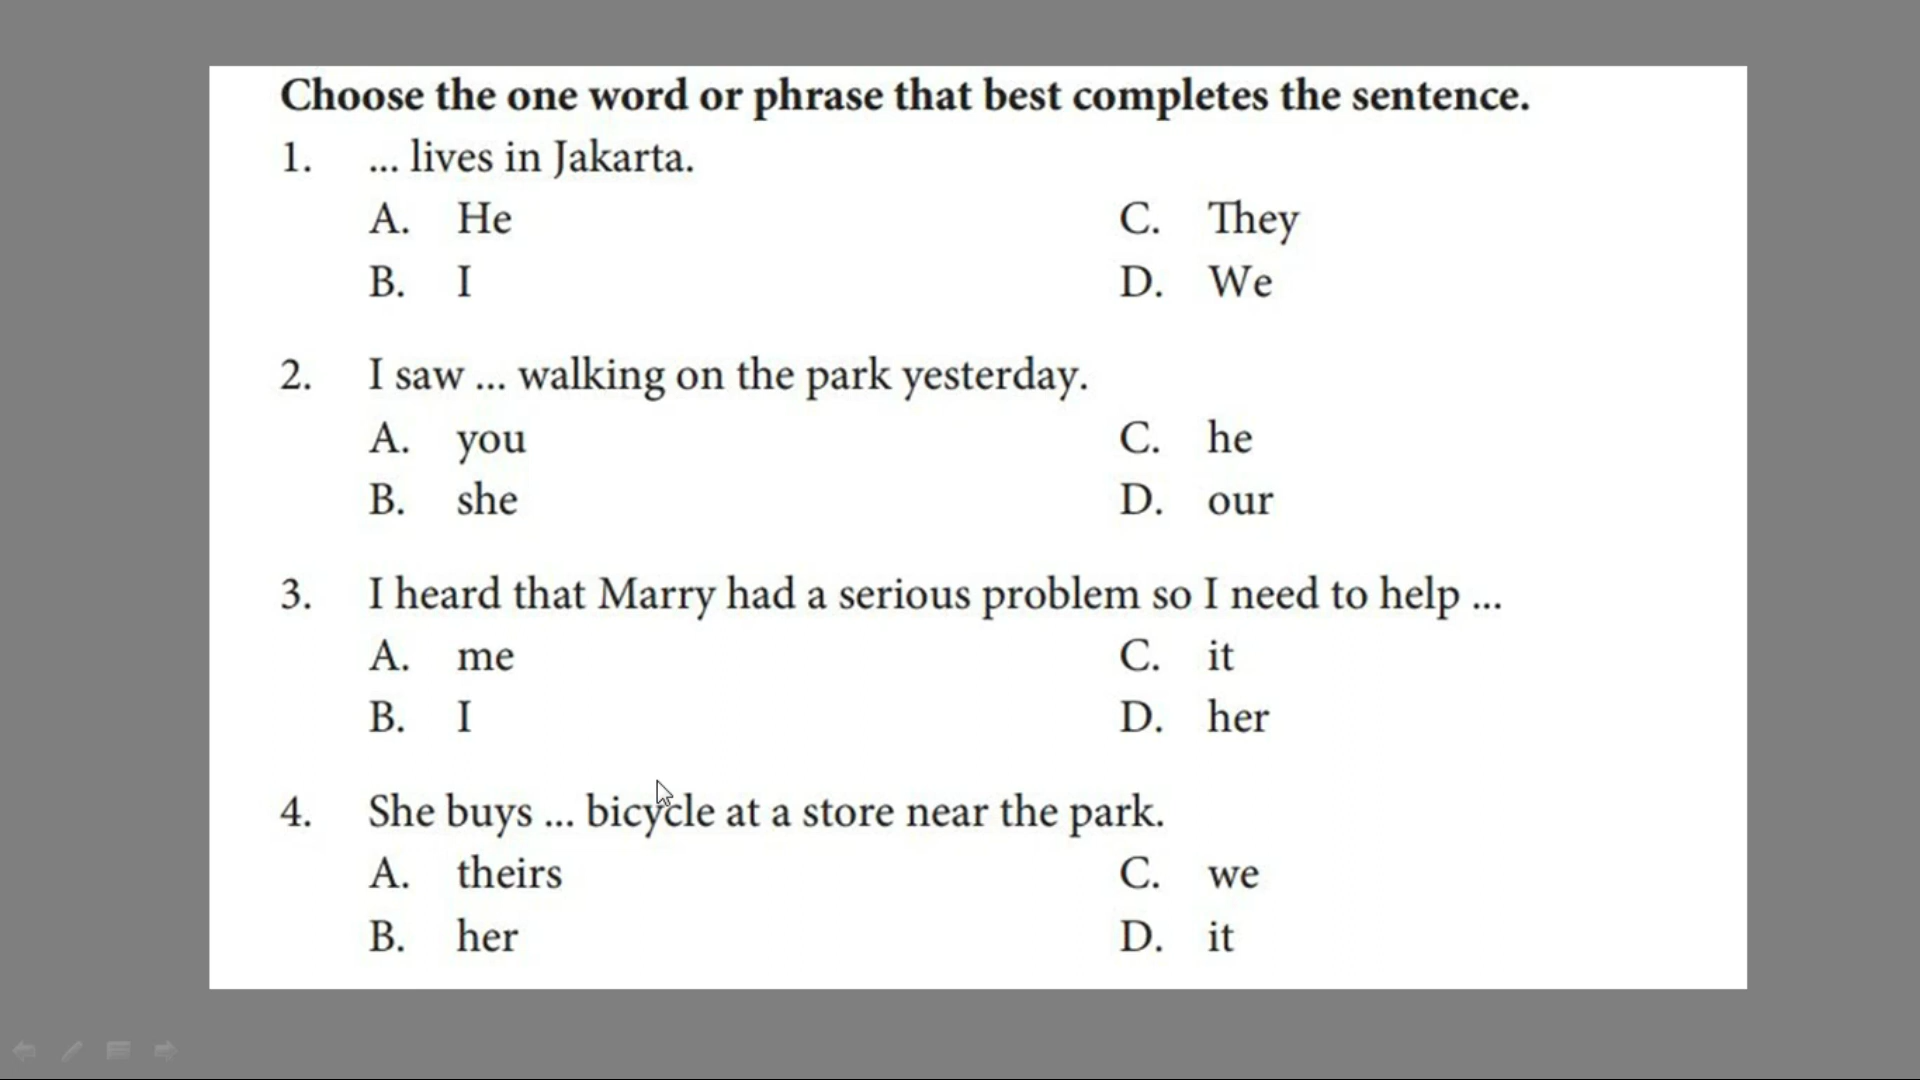 Choose the one word or phrase that best completes the sentence.
1. ... lives in Jakarta.
A. He C. They
B. I D. We
2. I saw ... walking on the park yesterday.
A. you C. he
B. she D. our
3. I heard that Marry had a serious problem so I need to help ...
A. me C. it
B. I D. her
4. She buys ... bicycle at a store near the park.
A. theirs C. we
B. her D. it